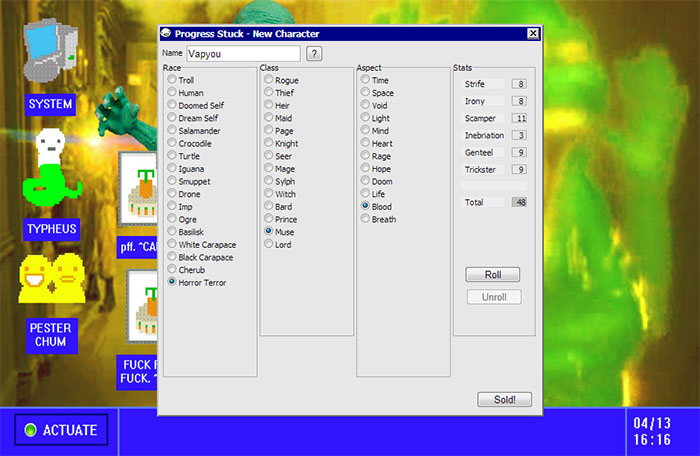 Progress Stuck - New Character
Name Vapyou ?
Race
Troll
Human
Doomed Self
Dream Self
Salamander
Crocodile
Turtle
Iguana
Smuppet
Drone
Imp
Ogre
Basilisk
White Carapace
Black Carapace
Cherub
Horror Terror
Class
Rogue
Thief
Heir
Maid
Page
Knight
Seer
Mage
Sylph
Witch
Bard
Prince
Muse
Lord
Aspect
Time
Space
Void
Light
Mind
Heart
Rage
Hope
Doom
Life
Blood
Breath
Stats
Strife 8
Irony 8
Scamper 11
Inebriation 3
Genteel 9
Trickster 9
Total 48
Roll
Unroll
Sold!
SYSTEM
TYPHEUS
PESTER
CHUM
pff. ^CA
FUCK
FUCK. ^
ACTUATE
04/13
16:16